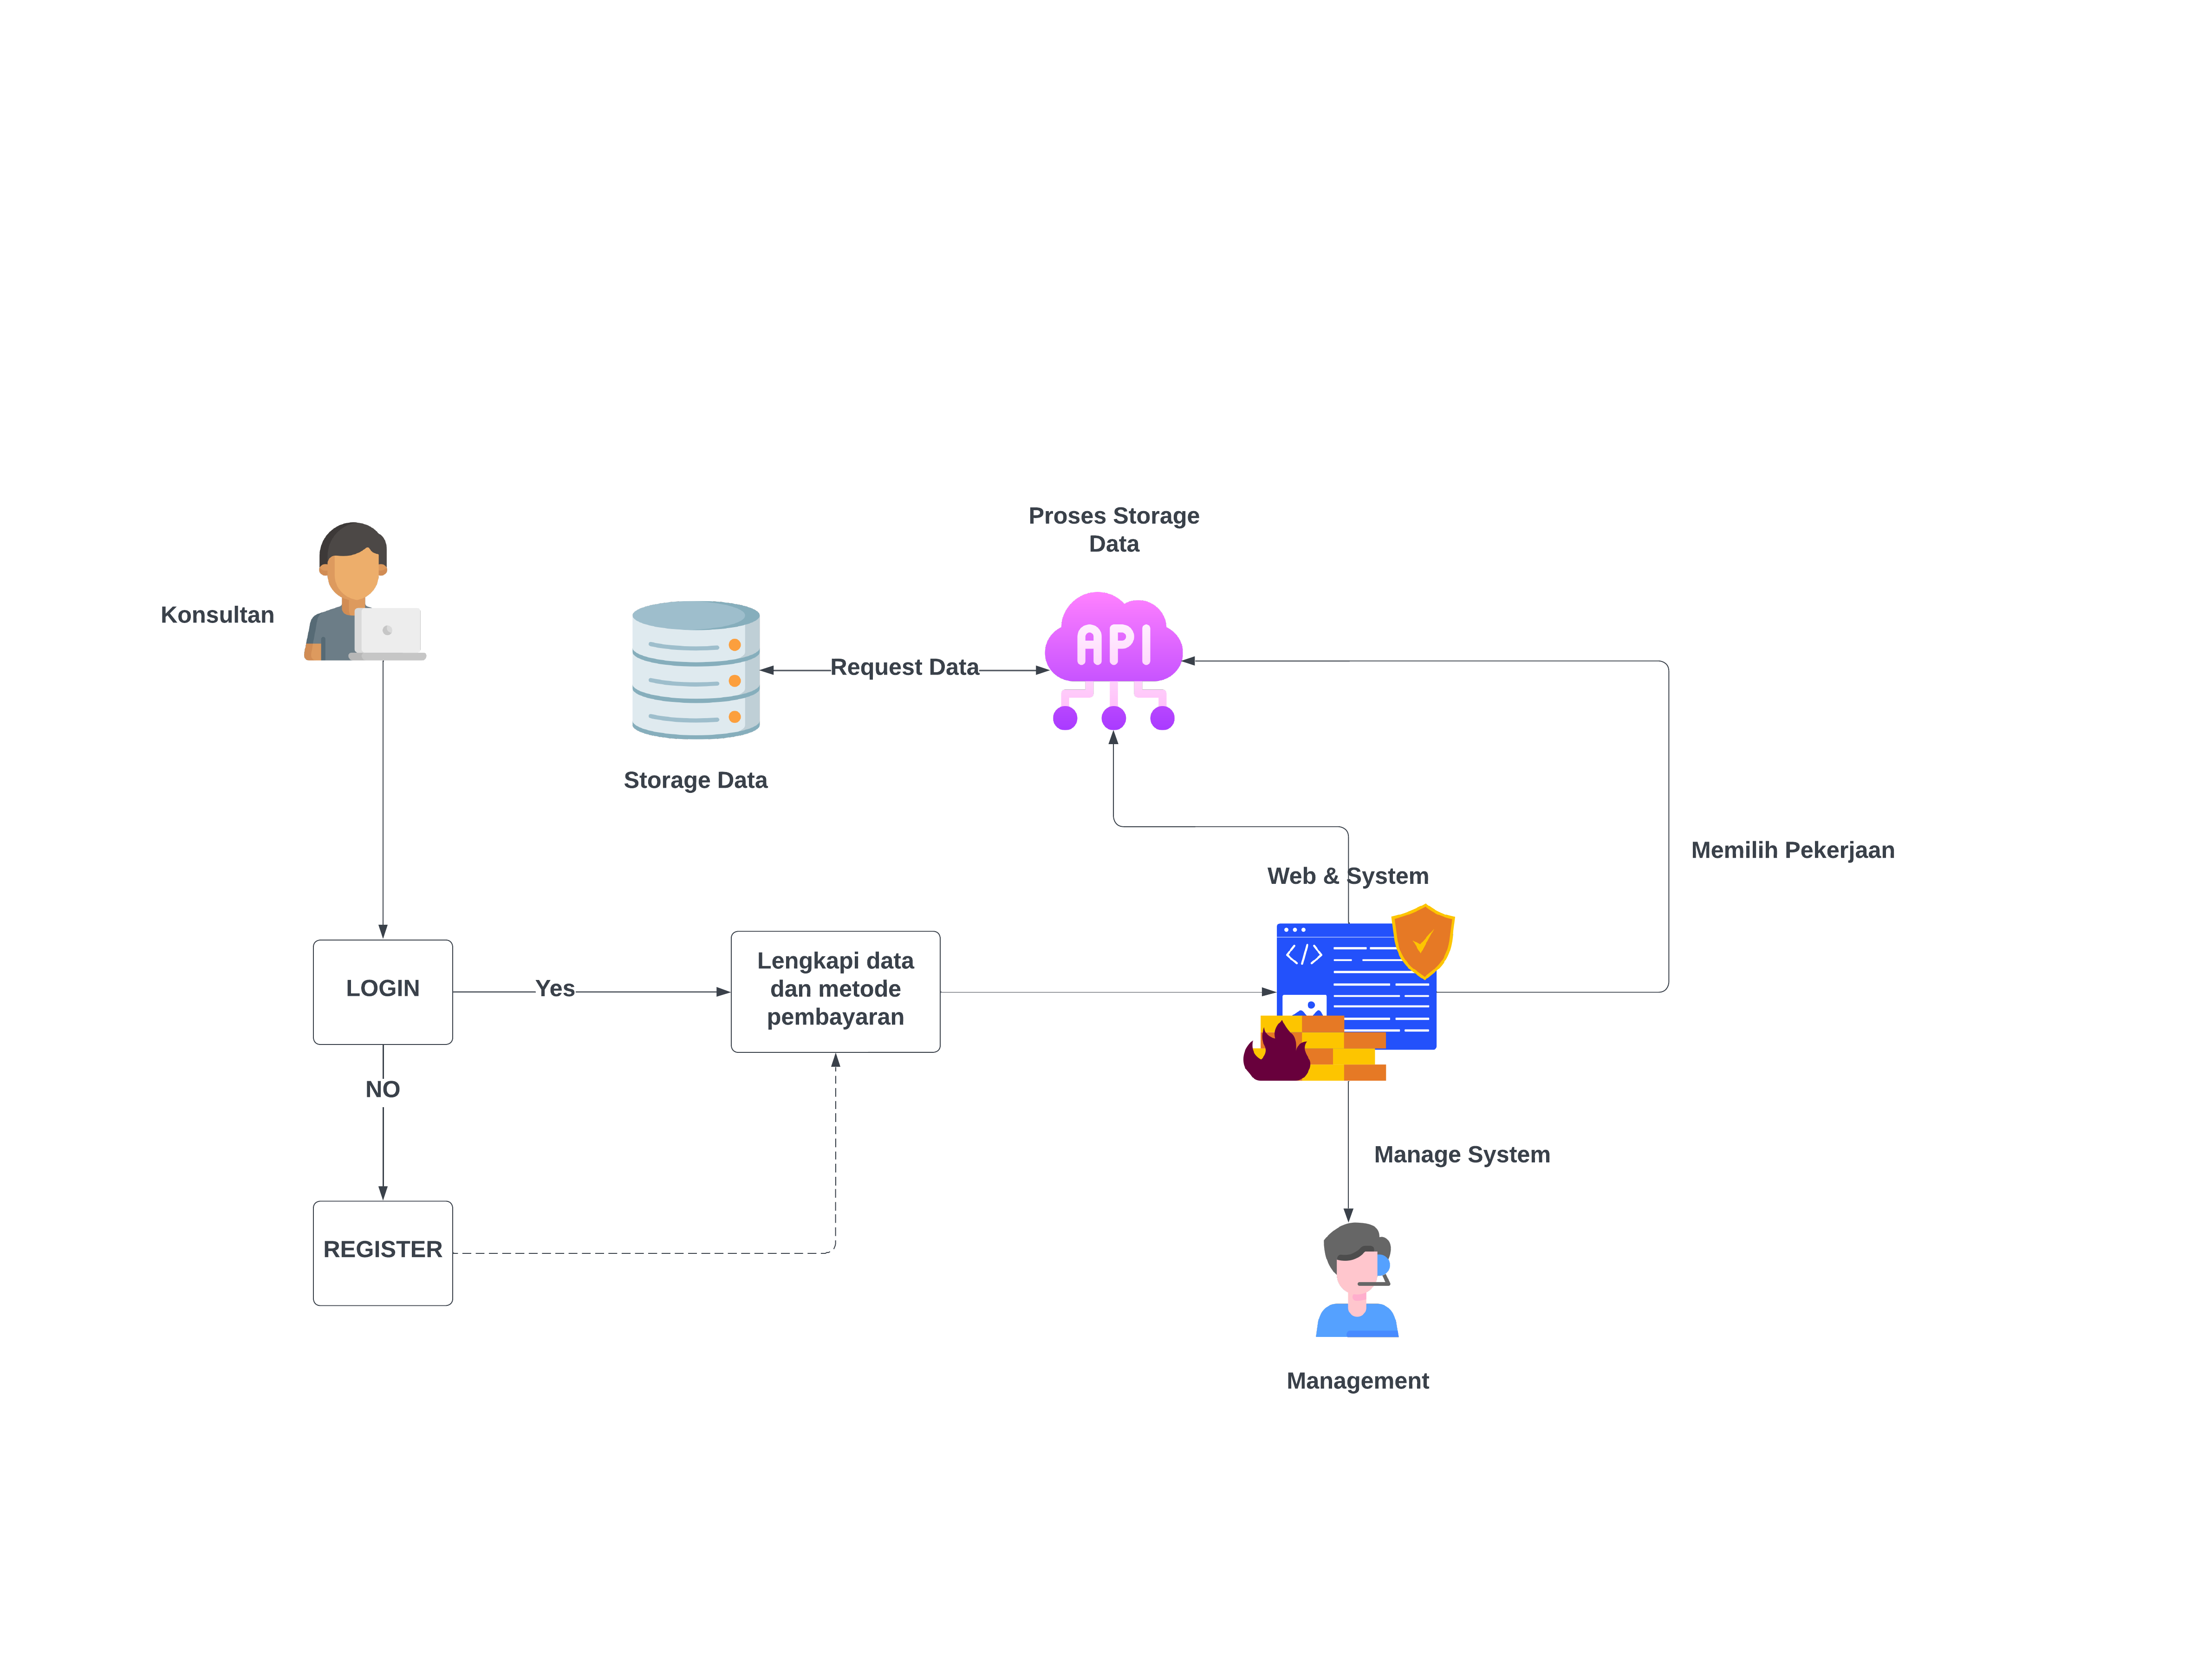 Proses Storage
Data
Konsultan
API
Request Data
Storage Data
Memilih Pekerjaan
Web & System
LOGIN
Yes
Lengkapi data
dan metode
pembayaran
</>
NO
Manage System
REGISTER
Management